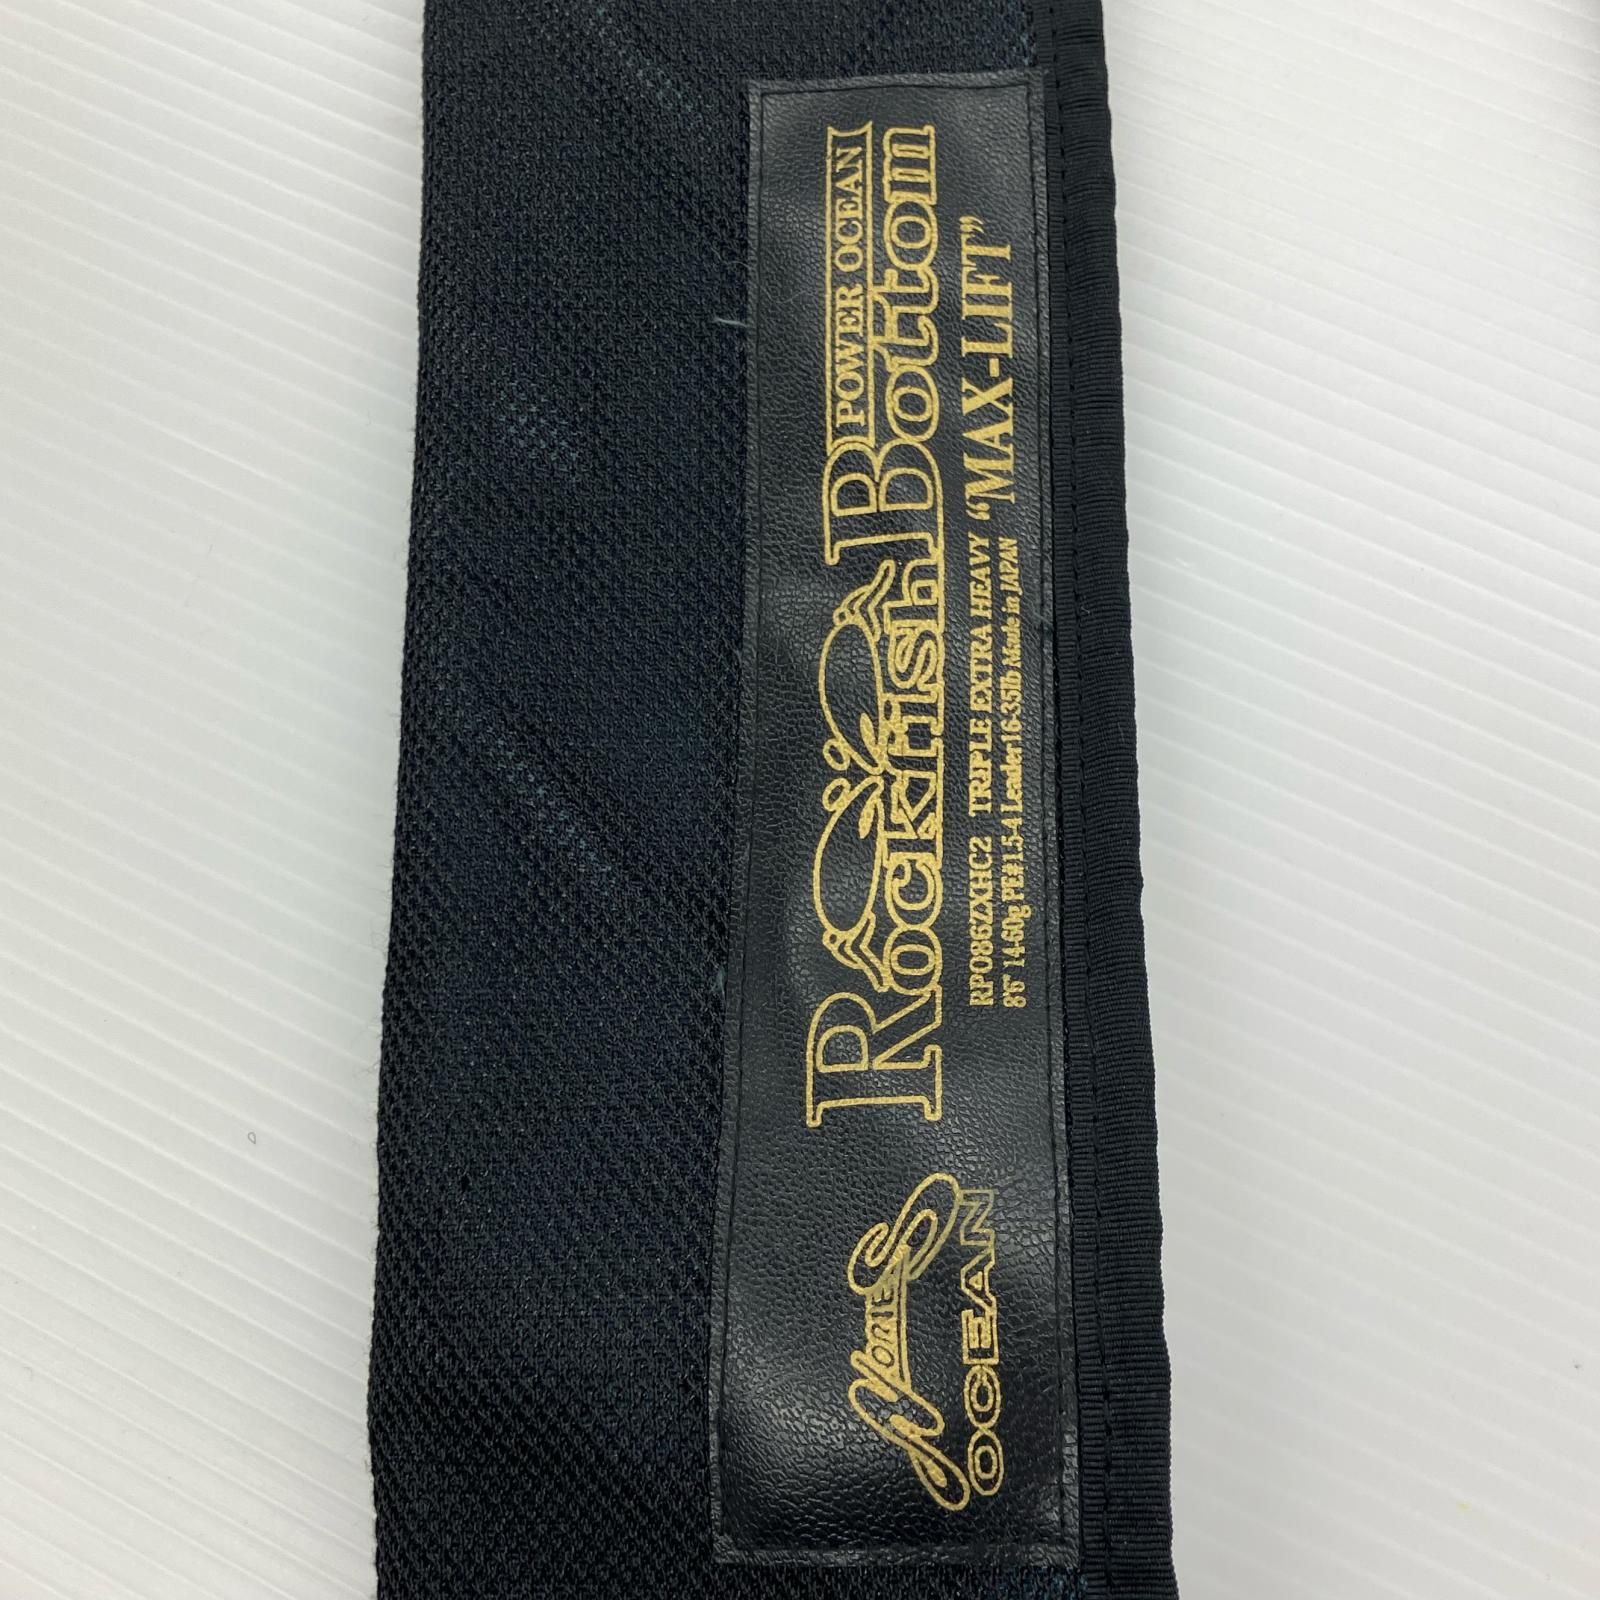 NORIES
OCEAN
POWER OCEAN
Rockfish Bottom
RPO86ZXHC2 TRIPLE EXTRA HEAVY “MAX-LIFT”
8'6" 14-60g PE#1.5-4 Leader16-35lb Made in JAPAN